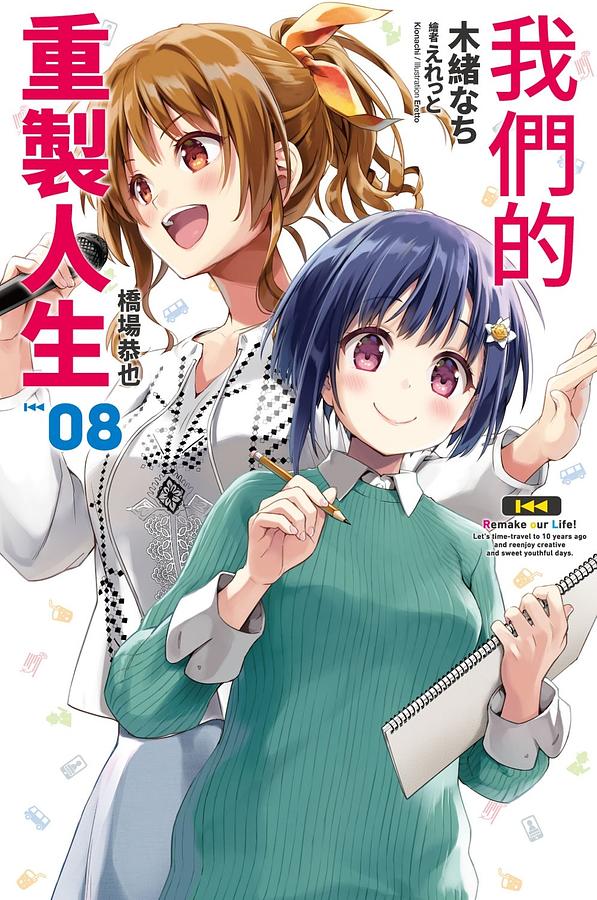 我們的
重製人生
橋場恭也
08
木緒なち
繪者 えれっと
Kionachi / Illustration Eretto
Remake our Life!
Let's time-travel to 10 years ago
and reenjoy creative
and sweet youthful days.